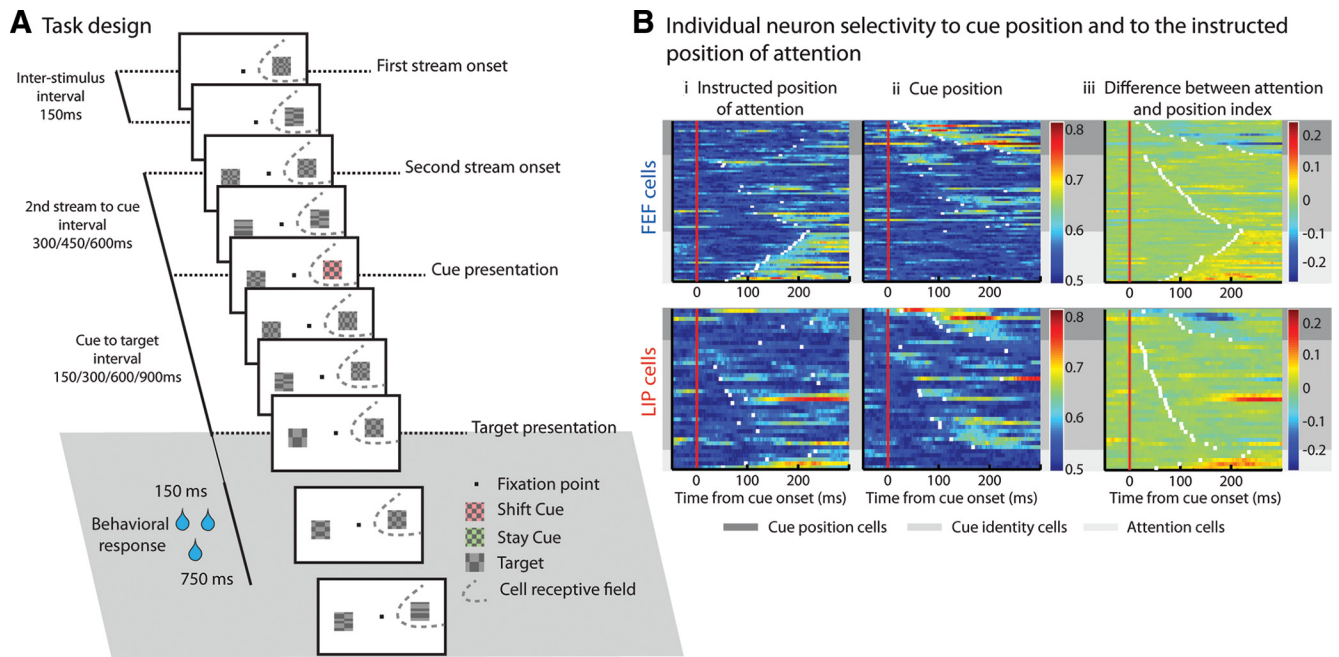 A Task design
First stream onset
Inter-stimulus
interval
150ms
Second stream onset
2nd stream to cue
interval
300/450/600ms
Cue presentation
Cue to target
interval
150/300/600/900ms
Target presentation
150 ms
Behavioral
response
750 ms
Fixation point
Shift Cue
Stay Cue
Target
Cell receptive field
B Individual neuron selectivity to cue position and to the instructed
position of attention
i Instructed position
of attention
ii Cue position
iii Difference between attention
and position index
FEF cells
0 200
0 200
0.8
0.7
0.6
0.5
0 100 200
0.2
0.1
0
-0.1
-0.2
LIP cells
0 200
0 200
0.8
0.7
0.6
0.5
0 100 200
0.2
0.1
0
-0.1
-0.2
Time from cue onset (ms)
Time from cue onset (ms)
Time from cue onset (ms)
Cue position cells
Cue identity cells
Attention cells